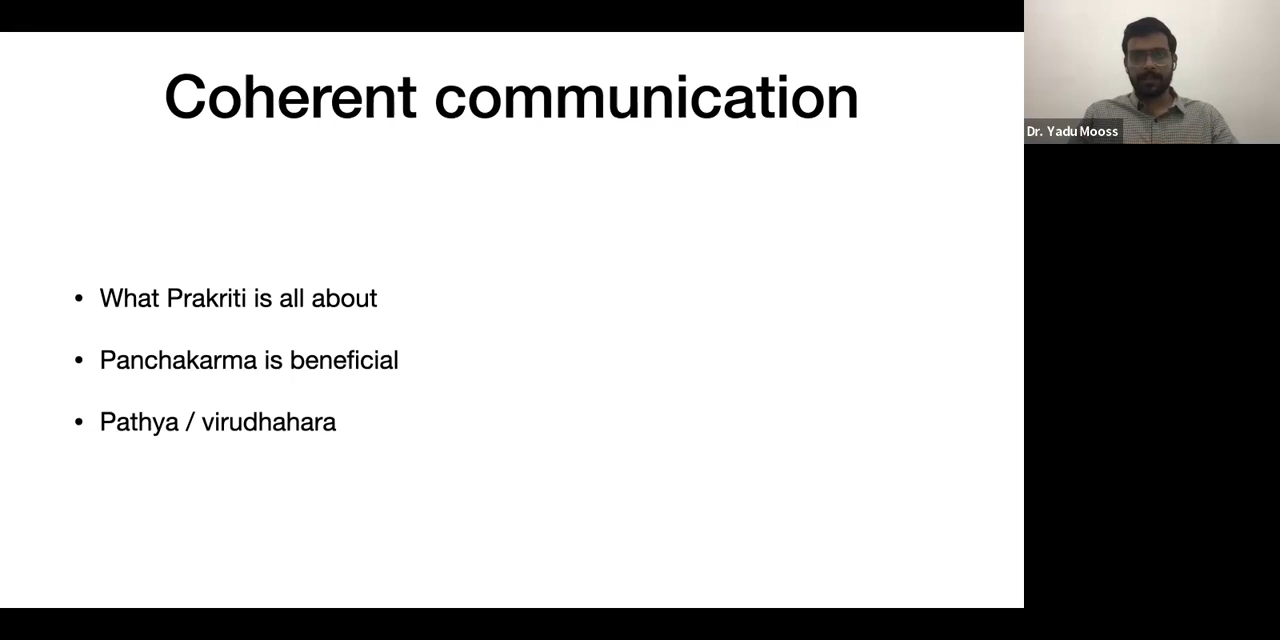 Coherent communication
• What Prakriti is all about
• Panchakarma is beneficial
• Pathya / virudhahara
Dr. Yadu Mooss